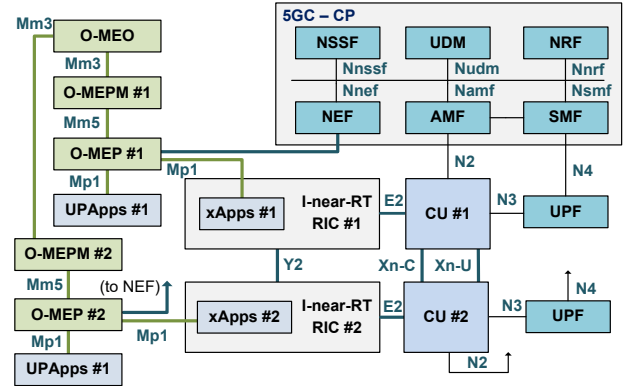 5GC – CP
Mm3
O-MEO
NSSF
UDM
NRF
Mm3
Nnssf
Nudm
Nnrf
O-MEPM #1
Nnef
Namf
Nsmf
Mm5
NEF
AMF
SMF
O-MEP #1
Mp1
Mp1
N2
N4
UPApps #1
xApps #1
I-near-RT
RIC #1
E2
CU #1
N3
UPF
O-MEPM #2
Mm5
(to NEF)
Y2
Xn-C
Xn-U
N4
O-MEP #2
xApps #2
I-near-RT
RIC #2
E2
CU #2
N3
UPF
Mp1
Mp1
N2
UPApps #1